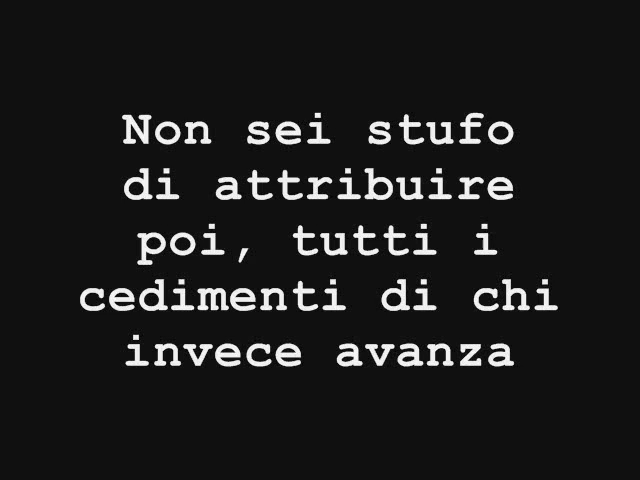 Non sei stufo
di attribuire
poi, tutti i
cedimenti di chi
invece avanza